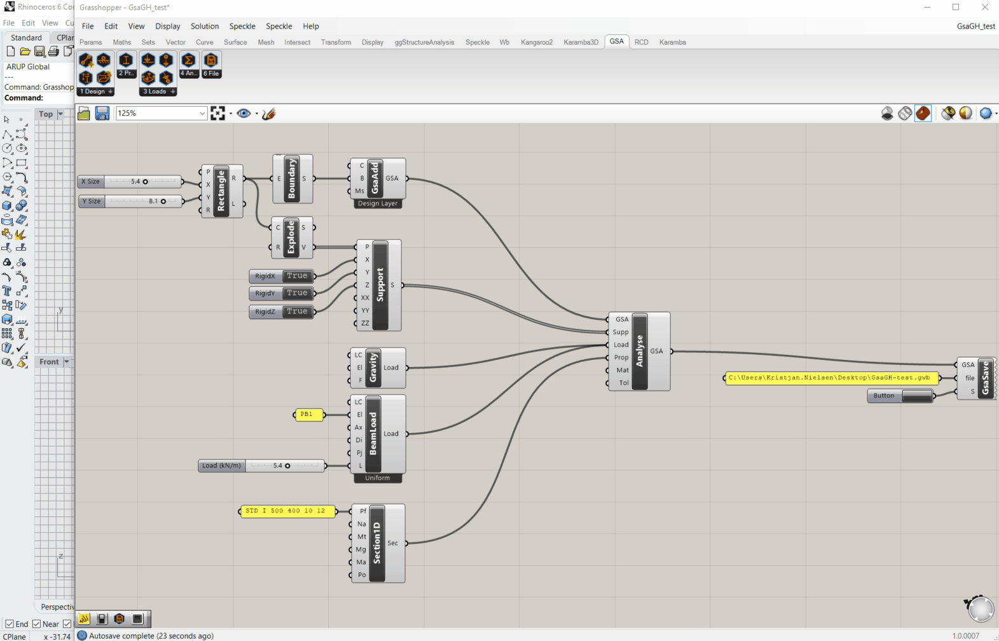 Rhinoceros 6 Co
Grasshopper - GsaGH_test*
File Edit View Cu
File Edit View Display Solution Speckle Speckle Help
GsaGH_test
Standard CPlan
Params Maths Sets Vector Curve Surface Mesh Intersect Transform Display ggStructureAnalysis Speckle Wb Kangaroo2 Karamba3D GSA RCD Karamba
ARUP Global
---
Command: Grasshop
Command:
1 Design
2 Pr...
3 Loads
4 An...
6 File
Top
125%
X Size 5.4
Y Size 8.1
P
X
Y
R
Rectangle
R
L
E
Boundary
S
C
B
Ms
GsaAdd
GSA
Design Layer
C
R
Explode
S
V
RigidX True
RigidY True
RigidZ True
P
X
Y
Z
XX
YY
ZZ
Support
S
y
LC
El
F
Gravity
Load
GSA
Supp
Load
Prop
Mat
Tol
Analyse
GSA
C:\Users\Kristjan.Nielsen\Desktop\GsaGH-test.gwb
Button
GSA
file
S
GsaSave
Front
PB1
Load (kN/m) 5.4
LC
El
Ax
Di
Pj
L
BeamLoad
Load
Uniform
STD I 500 400 10 12
Pf
Na
Mt
Mg
Ma
Po
Section1D
Sec
z
Perspectiv
End Near
CPlane x -31.74
Autosave complete (23 seconds ago)
1.0.0007